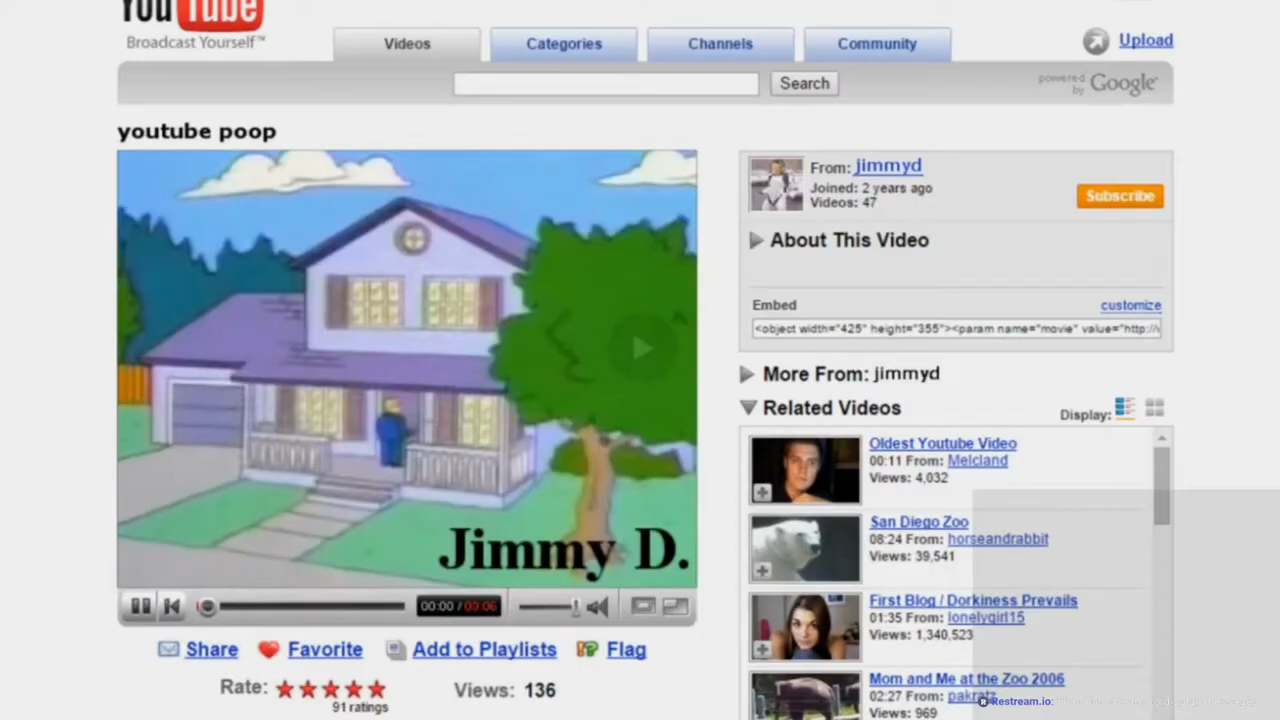 YouTube
Broadcast Yourself™
Videos
Categories
Channels
Community
Upload
Search
powered by Google
youtube poop
From: jimmyd
Joined: 2 years ago
Videos: 47
Subscribe
About This Video
Embed
customize
<object width="425" height="355"><param name="movie" value="http://
More From: jimmyd
Related Videos
Display:
Oldest Youtube Video
00:11 From: Melcland
Views: 4,032
San Diego Zoo
08:24 From: horseandrabbit
Views: 39,541
First Blog / Dorkiness Prevails
01:35 From: lonelygirl15
Views: 1,340,523
Mom and Me at the Zoo 2006
02:27 From: pakratz
Views: 969
Jimmy D.
00:00 / 03:06
Share
Favorite
Add to Playlists
Flag
Rate:
91 ratings
Views: 136
Restream.io: